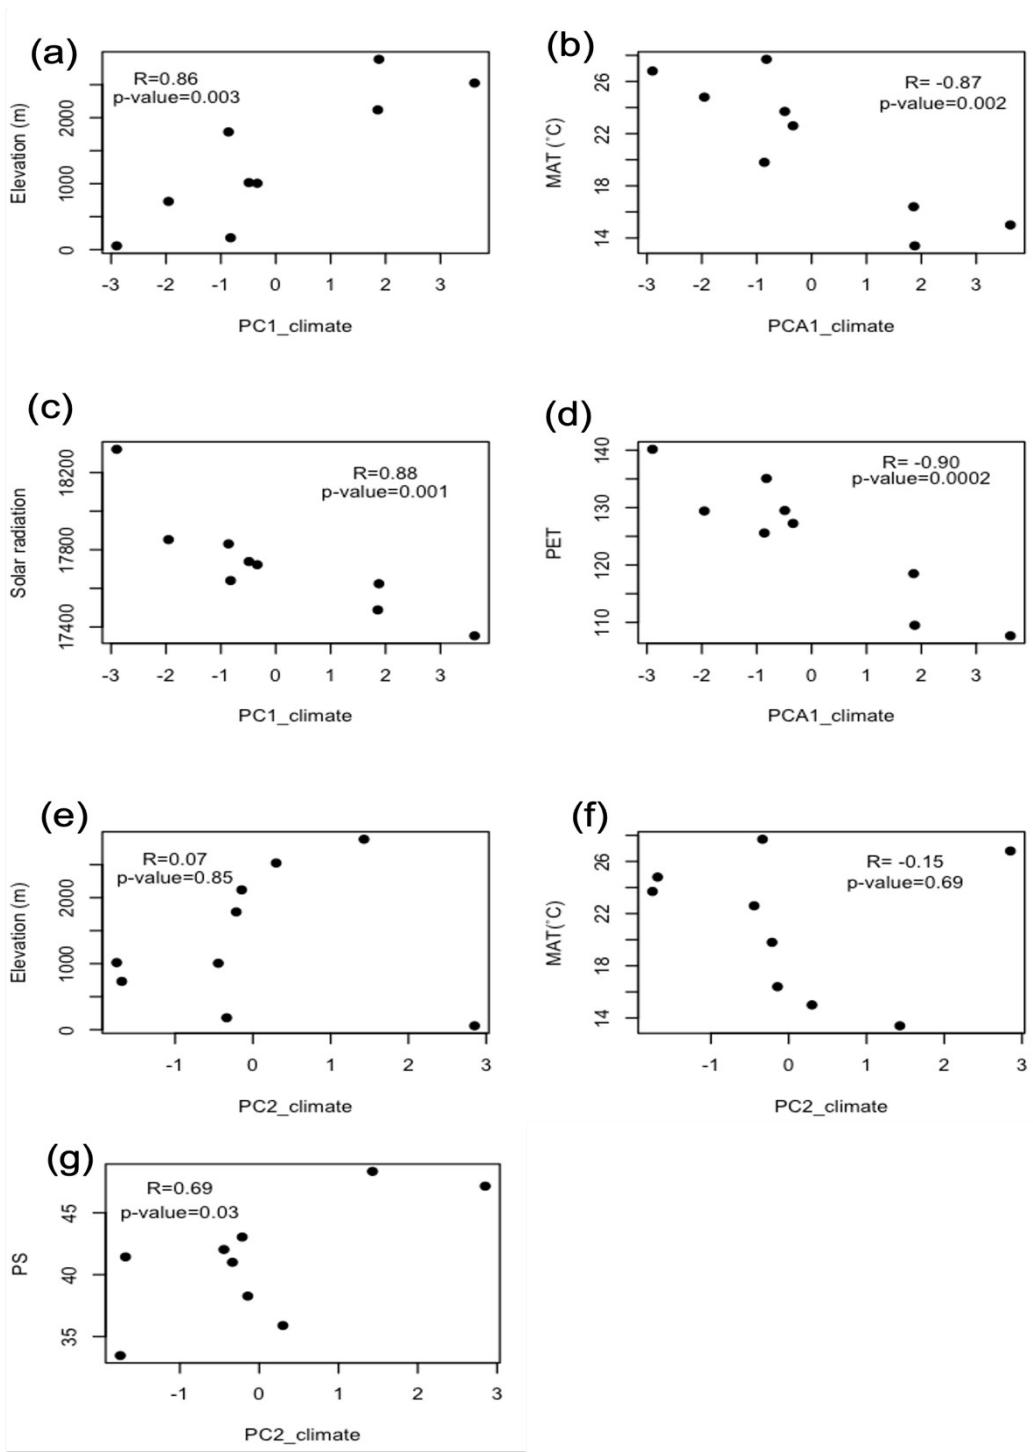 (a)
R=0.86
p-value=0.003
Elevation (m)
0
1000
2000
-3 -2 -1 0 1 2 3
PC1_climate
(b)
R= -0.87
p-value=0.002
MAT (˚C)
14
18
22
26
-3 -2 -1 0 1 2 3
PCA1_climate
(c)
R=0.88
p-value=0.001
Solar radiation
17400
17800
18200
-3 -2 -1 0 1 2 3
PC1_climate
(d)
R= -0.90
p-value=0.0002
PET
110
120
130
140
-3 -2 -1 0 1 2 3
PCA1_climate
(e)
R=0.07
p-value=0.85
Elevation (m)
0
1000
2000
-1 0 1 2 3
PC2_climate
(f)
R= -0.15
p-value=0.69
MAT(˚C)
14
18
22
26
-1 0 1 2 3
PC2_climate
(g)
R=0.69
p-value=0.03
PS
35
40
45
-1 0 1 2 3
PC2_climate